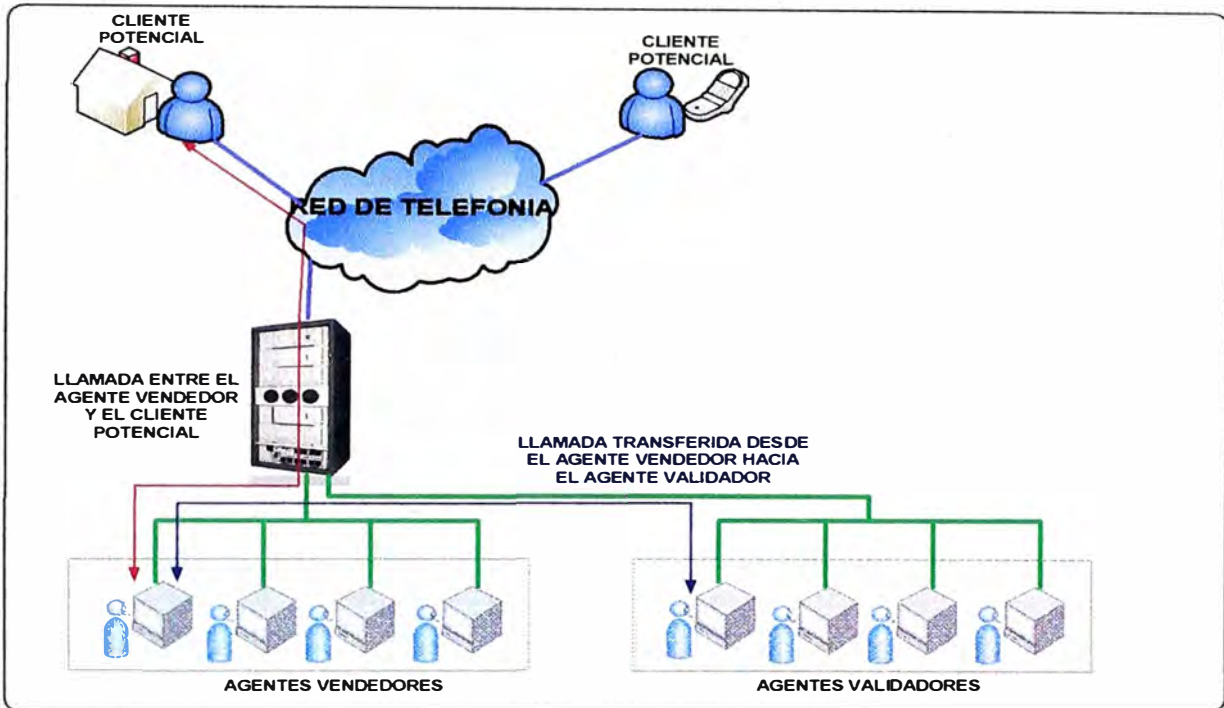 CLIENTE
POTENCIAL
CLIENTE
POTENCIAL
RED DE TELEFONIA
LLAMADA ENTRE EL
AGENTE VENDEDOR
Y EL CLIENTE
POTENCIAL
LLAMADA TRANSFERIDA DESDE
EL AGENTE VENDEDOR HACIA
EL AGENTE VALIDADOR
AGENTES VENDEDORES
AGENTES VALIDADORES